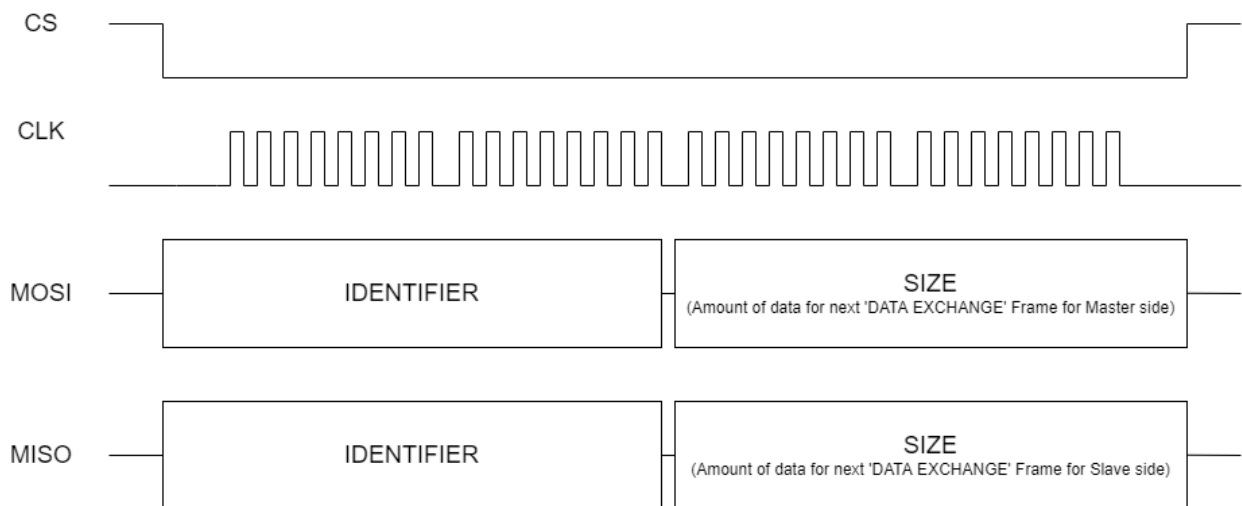 CS
CLK
MOSI
IDENTIFIER
SIZE
(Amount of data for next 'DATA EXCHANGE' Frame for Master side)
MISO
IDENTIFIER
SIZE
(Amount of data for next 'DATA EXCHANGE' Frame for Slave side)